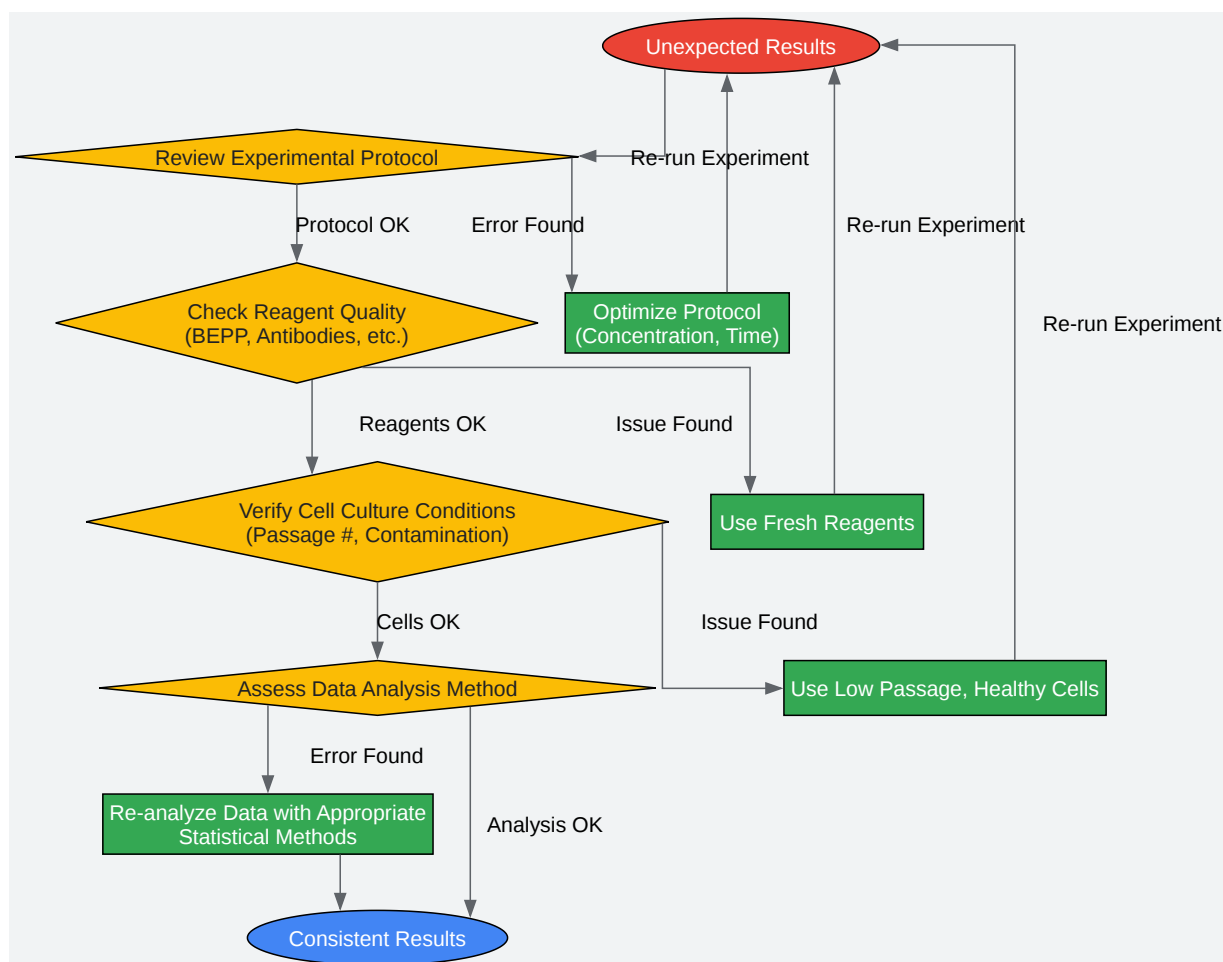 Unexpected Results
Review Experimental Protocol
Re-run Experiment
Protocol OK
Error Found
Re-run Experiment
Check Reagent Quality
(BEPP, Antibodies, etc.)
Optimize Protocol
(Concentration, Time)
Re-run Experiment
Reagents OK
Issue Found
Verify Cell Culture Conditions
(Passage #, Contamination)
Use Fresh Reagents
Cells OK
Issue Found
Assess Data Analysis Method
Use Low Passage, Healthy Cells
Error Found
Re-analyze Data with Appropriate
Statistical Methods
Analysis OK
Consistent Results